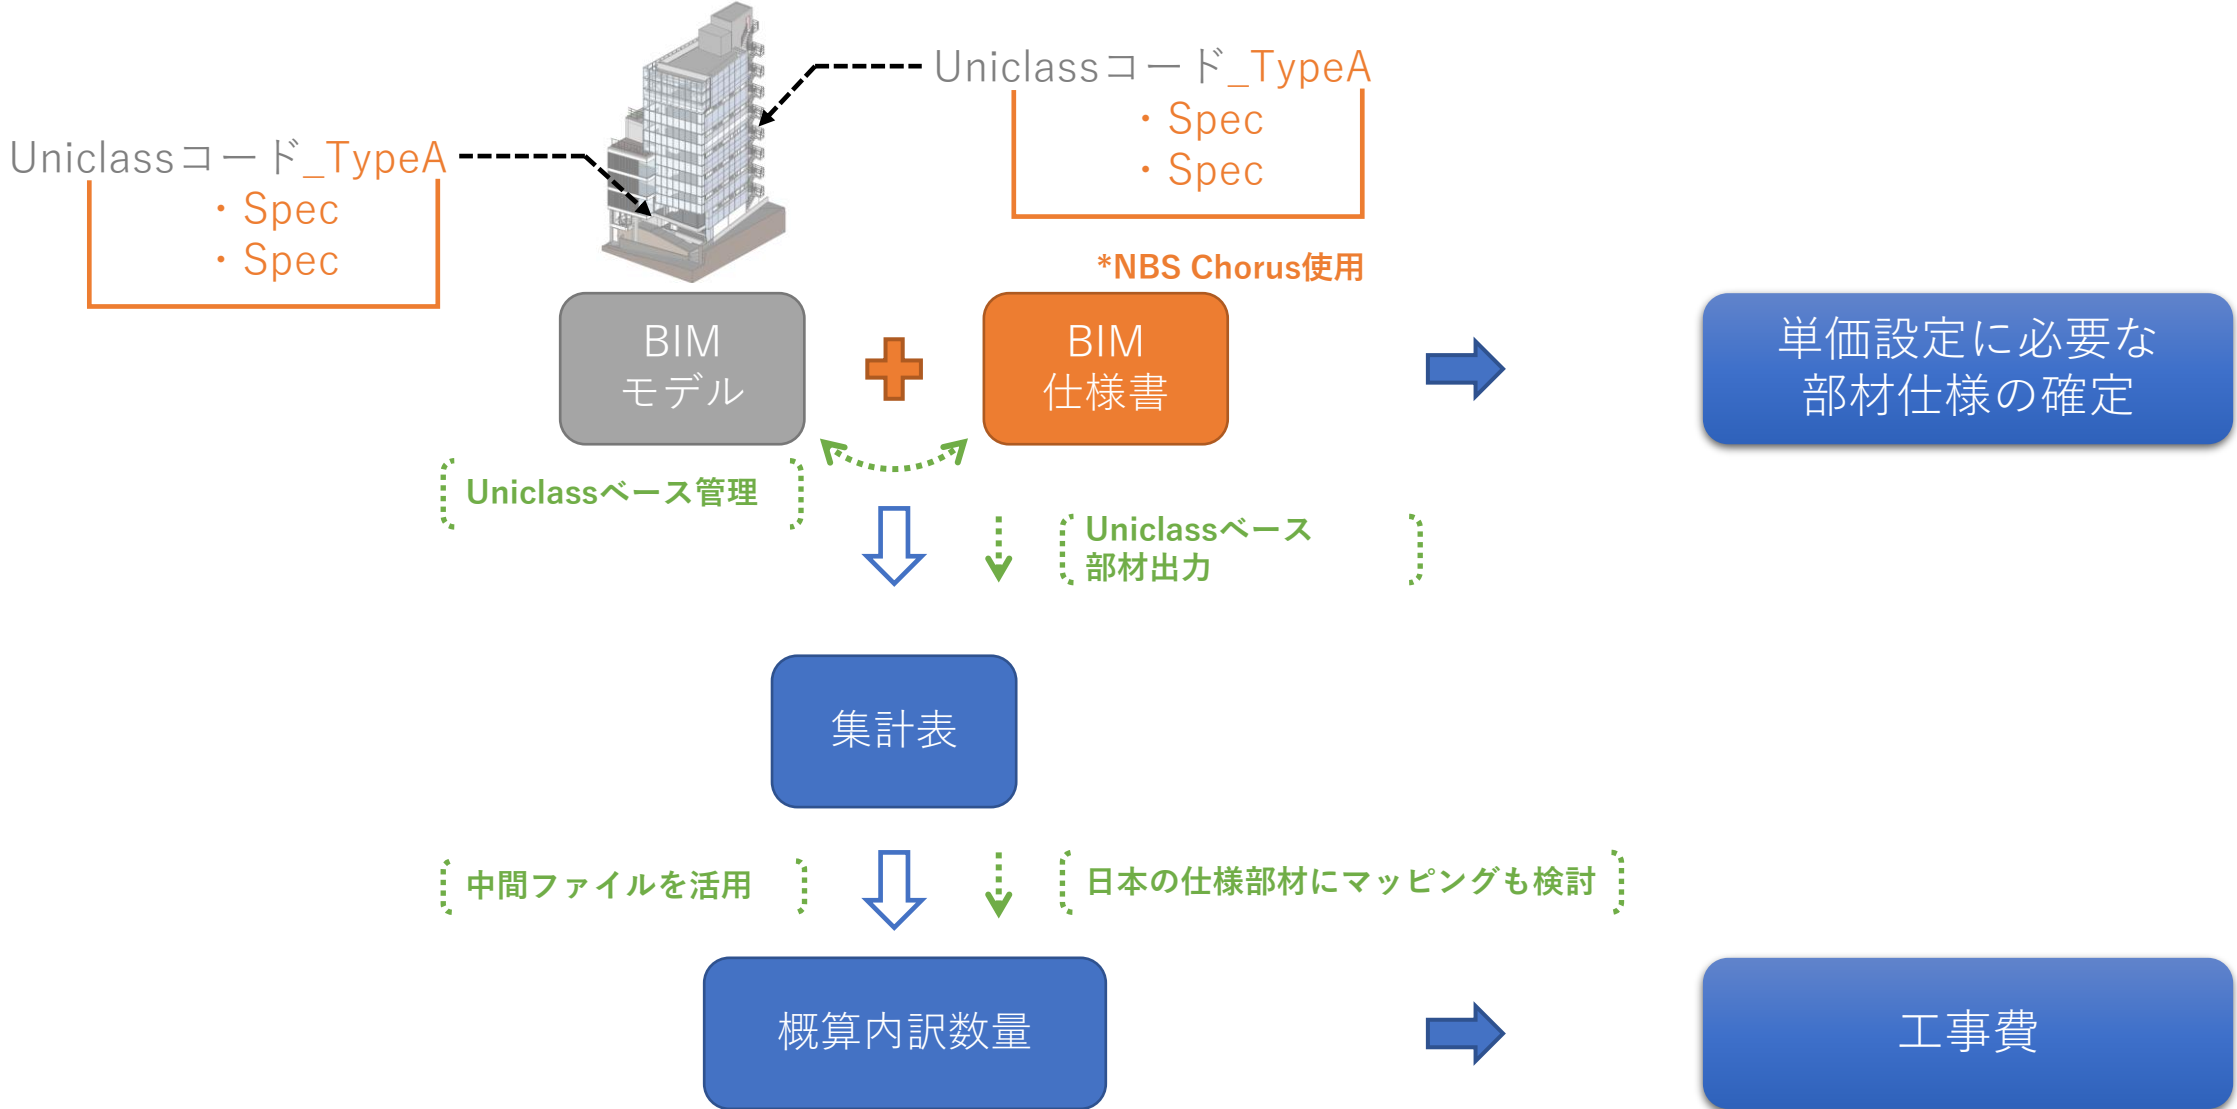 Uniclassコード_TypeA
・Spec
・Spec
Uniclassコード_TypeA
・Spec
・Spec
*NBS Chorus使用
BIM
モデル
BIM
仕様書
単価設定に必要な
部材仕様の確定
Uniclassベース管理
Uniclassベース
部材出力
集計表
中間ファイルを活用
日本の仕様部材にマッピングも検討
概算内訳数量
工事費